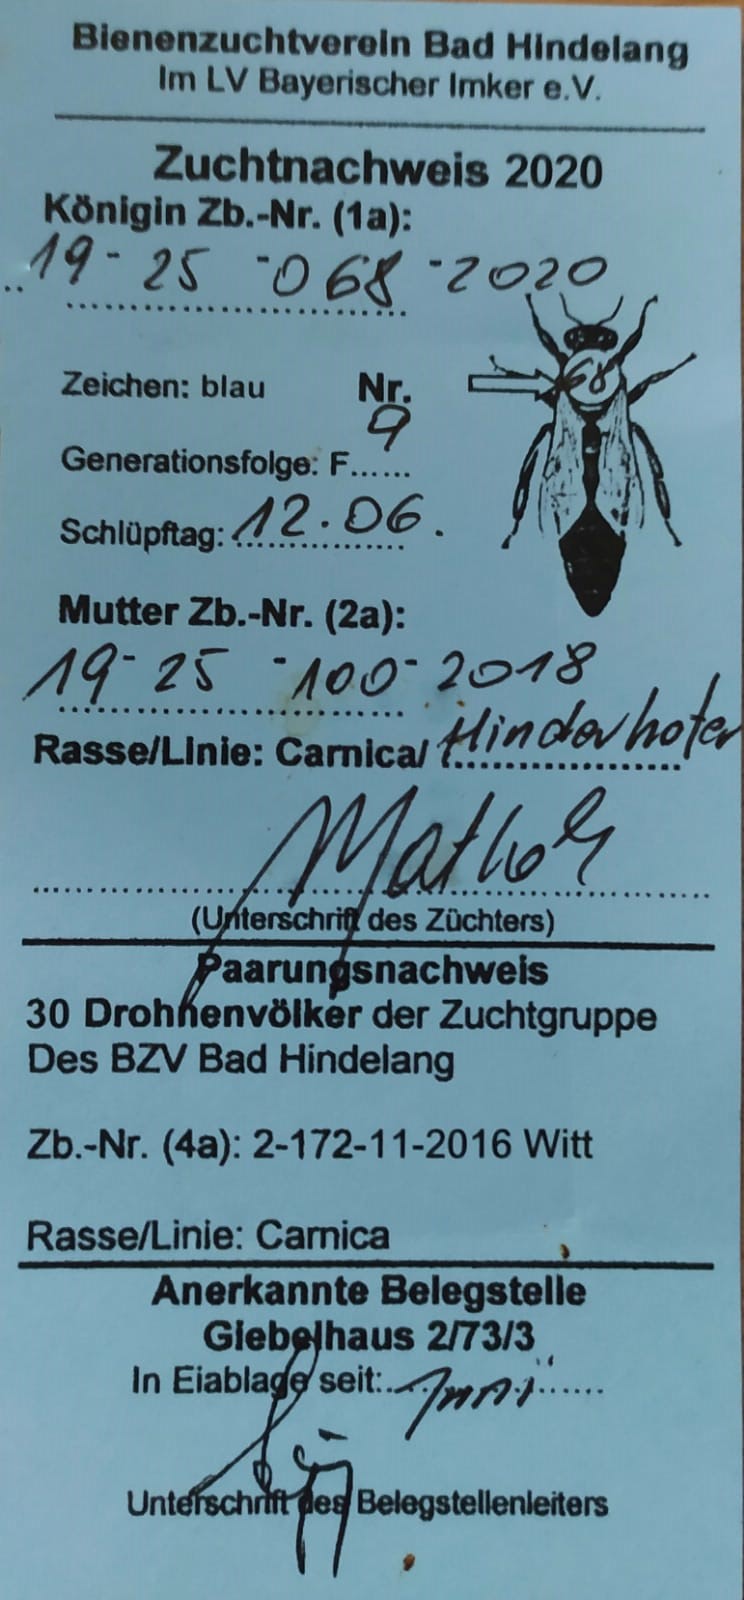 Bienenzuchtverein Bad Hindelang
Im LV Bayerischer Imker e.V.
Zuchtnachweis 2020
Königin Zb.-Nr. (1a):
19-25-068-2020
68
Zeichen: blau Nr.
Generationsfolge: F...9...
Schlüpftag: 12.06.
Mutter Zb.-Nr. (2a):
19-25-100-2018
Rasse/Linie: Carnica/ Hinderhofer
(Unterschrift des Züchters)
Paarungsnachweis
30 Drohnenvölker der Zuchtgruppe
Des BZV Bad Hindelang
Zb.-Nr. (4a): 2-172-11-2016 Witt
Rasse/Linie: Carnica
Anerkannte Belegstelle
Giebelhaus 2/73/3
In Eiablage seit:
Unterschrift des Belegstellenleiters